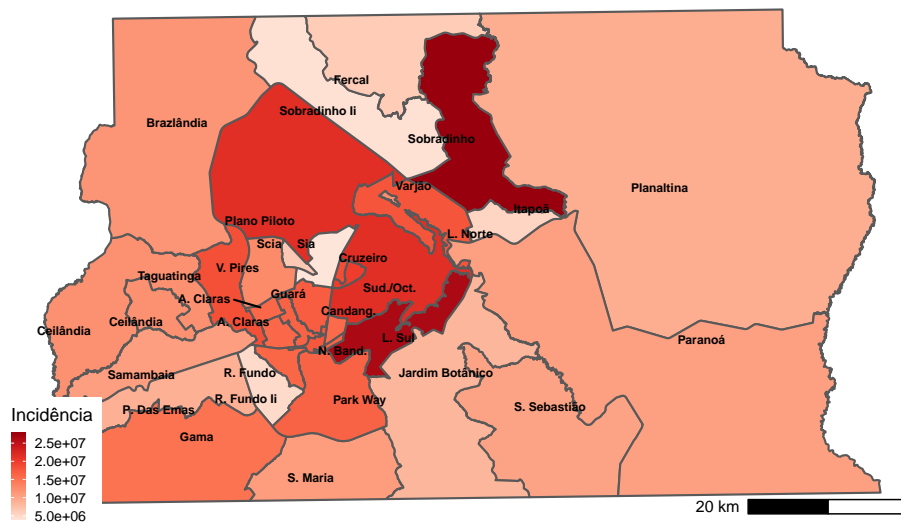 Fercal
Sobradinho Ii
Brazlândia
Sobradinho
Varjão
Planaltina
Itapoã
Plano Piloto
L. Norte
Scia
Sia
Cruzeiro
V. Pires
Taguatinga
Sud./Oct.
A. Claras
Guará
Candang.
Ceilândia
Ceilândia
A. Claras
L. Sul
Paranoá
N. Band.
Samambaia
R. Fundo
Jardim Botânico
R. Fundo Ii
Park Way
S. Sebastião
P. Das Emas
Gama
S. Maria
Incidência
2.5e+07
2.0e+07
1.5e+07
1.0e+07
5.0e+06
20 km